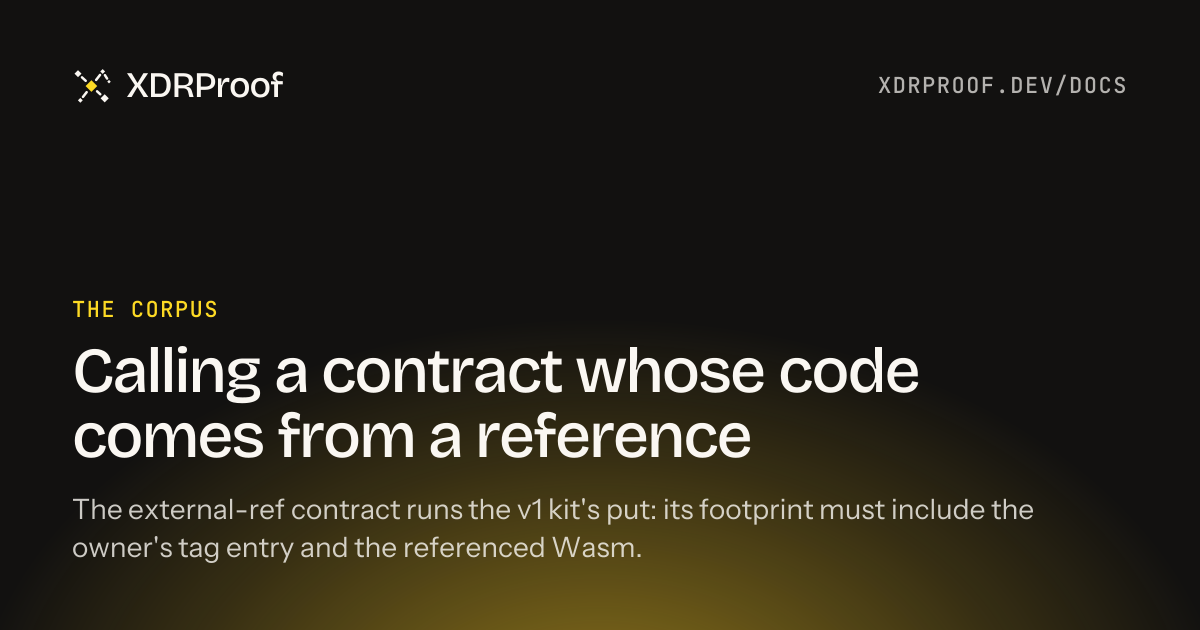 XDRProof
XDRPROOF.DEV/DOCS
THE CORPUS
Calling a contract whose code
comes from a reference
The external-ref contract runs the v1 kit's put: its footprint must include the
owner's tag entry and the referenced Wasm.